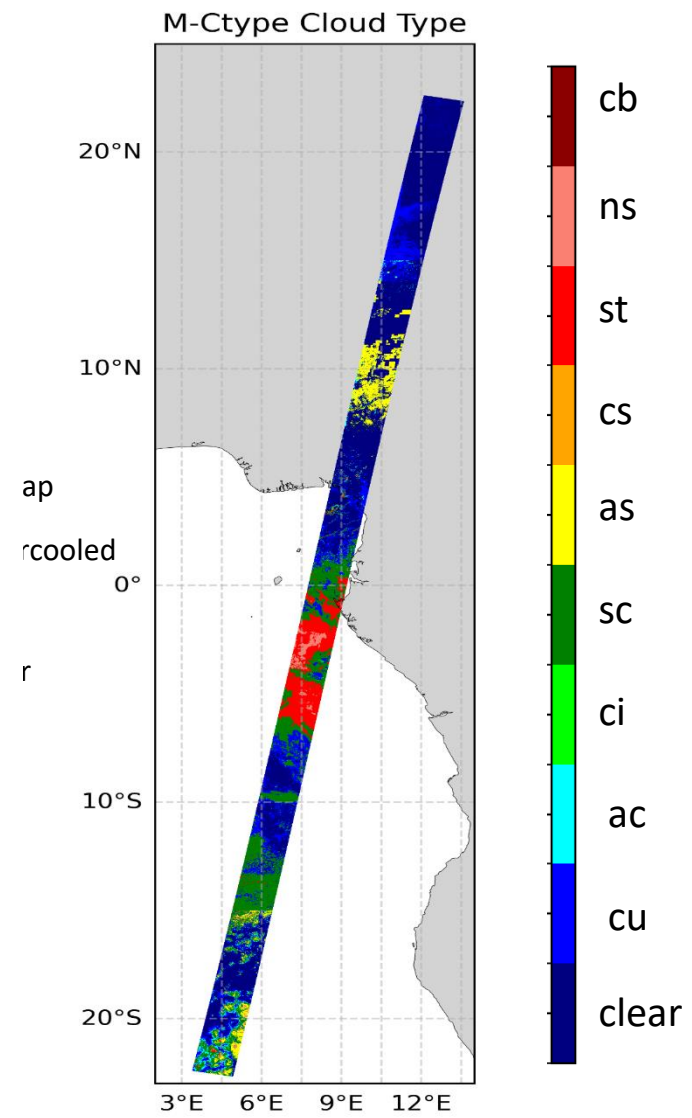 M-Ctype Cloud Type
20°N
10°N
0°
10°S
20°S
3°E 6°E 9°E 12°E
ap
rcooled
r
cb
ns
st
cs
as
sc
ci
ac
cu
clear